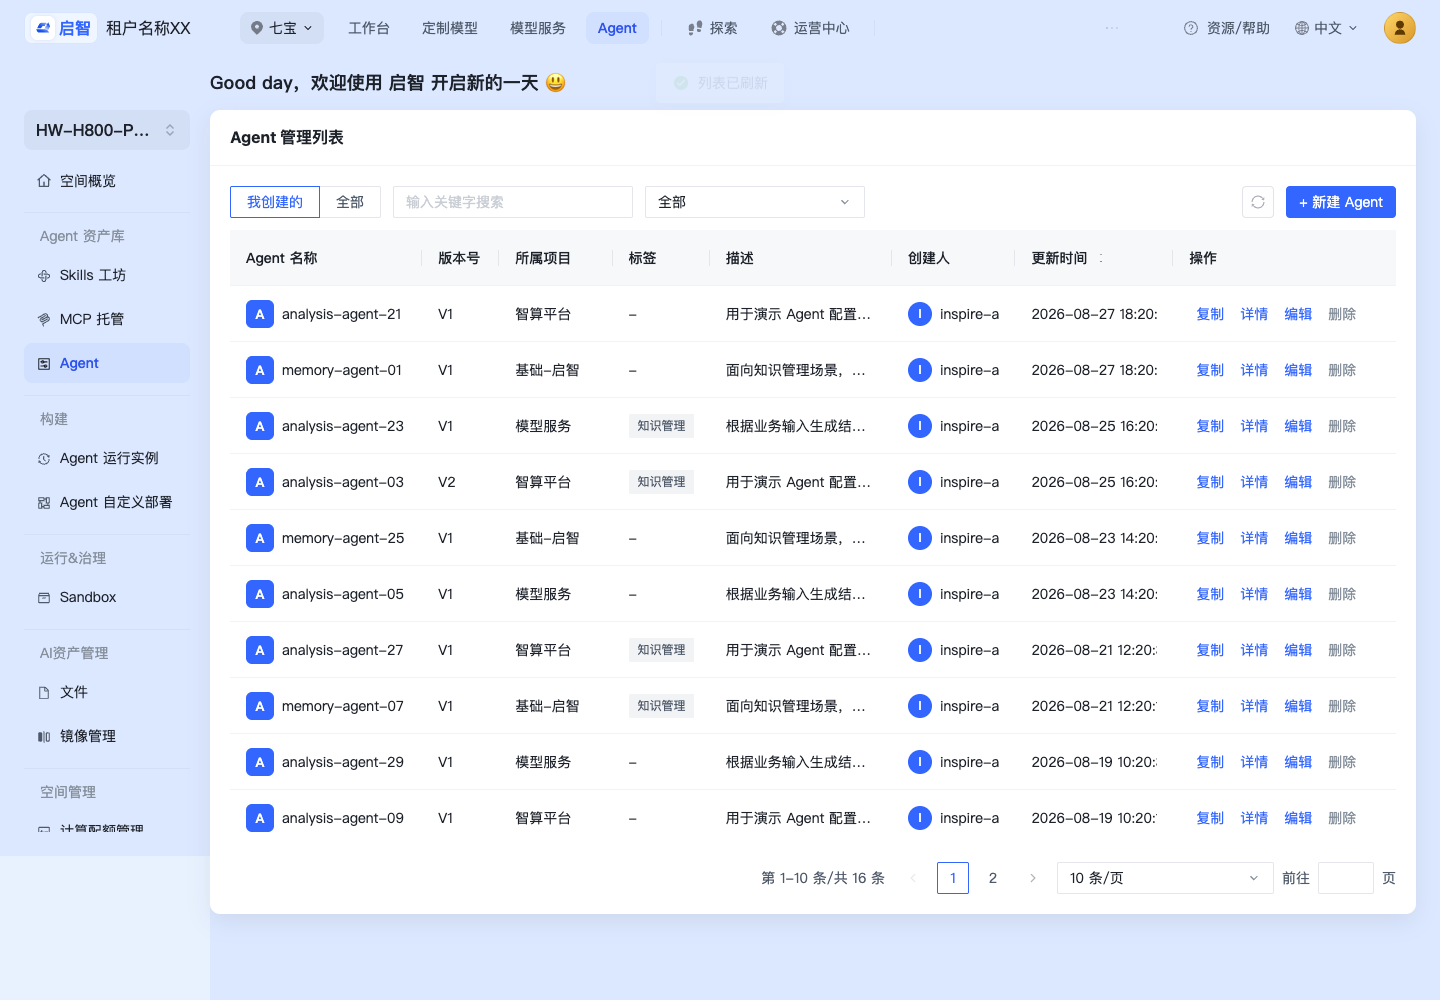 启智 租户名称XX 七宝 工作台 定制模型 模型服务 Agent 探索 运营中心 ... 资源/帮助 中文
Good day，欢迎使用 启智 开启新的一天 😃
列表已刷新
HW-H800-P...
空间概览
Agent 资产库
Skills 工坊
MCP 托管
Agent
构建
Agent 运行实例
Agent 自定义部署
运行&治理
Sandbox
AI资产管理
文件
镜像管理
空间管理
计算配额管理
Agent 管理列表
我创建的 全部 输入关键字搜索 全部 + 新建 Agent
Agent 名称 版本号 所属项目 标签 描述 创建人 更新时间 操作
A analysis-agent-21 V1 智算平台 - 用于演示 Agent 配置... I inspire-a 2026-08-27 18:20: 复制 详情 编辑 删除
A memory-agent-01 V1 基础-启智 - 面向知识管理场景，... I inspire-a 2026-08-27 18:20: 复制 详情 编辑 删除
A analysis-agent-23 V1 模型服务 知识管理 根据业务输入生成结... I inspire-a 2026-08-25 16:20: 复制 详情 编辑 删除
A analysis-agent-03 V2 智算平台 知识管理 用于演示 Agent 配置... I inspire-a 2026-08-25 16:20: 复制 详情 编辑 删除
A memory-agent-25 V1 基础-启智 - 面向知识管理场景，... I inspire-a 2026-08-23 14:20: 复制 详情 编辑 删除
A analysis-agent-05 V1 模型服务 - 根据业务输入生成结... I inspire-a 2026-08-23 14:20: 复制 详情 编辑 删除
A analysis-agent-27 V1 智算平台 知识管理 用于演示 Agent 配置... I inspire-a 2026-08-21 12:20: 复制 详情 编辑 删除
A memory-agent-07 V1 基础-启智 知识管理 面向知识管理场景，... I inspire-a 2026-08-21 12:20: 复制 详情 编辑 删除
A analysis-agent-29 V1 模型服务 - 根据业务输入生成结... I inspire-a 2026-08-19 10:20: 复制 详情 编辑 删除
A analysis-agent-09 V1 智算平台 - 用于演示 Agent 配置... I inspire-a 2026-08-19 10:20: 复制 详情 编辑 删除
第 1-10 条/共 16 条 1 2 10 条/页 前往 页